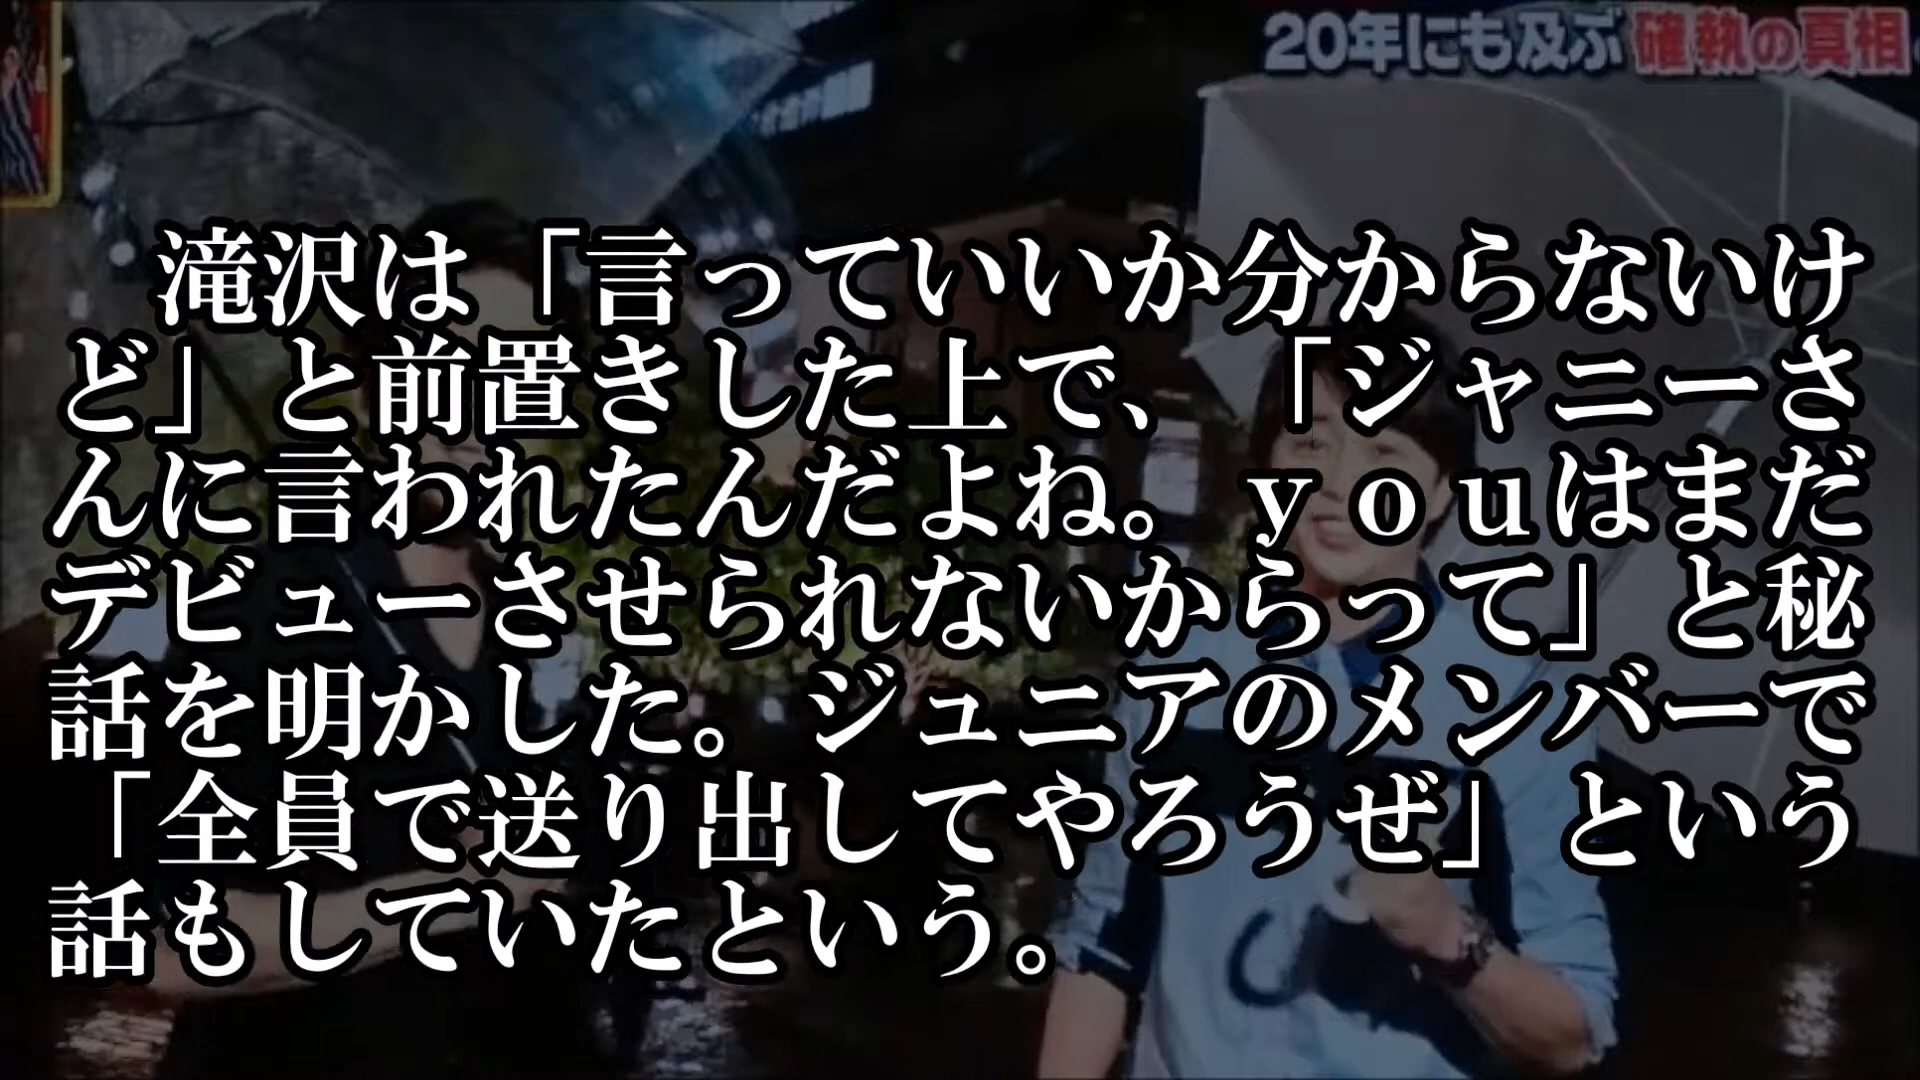 20年にも及ぶ確執の真相
滝沢は「言っていいか分からないけ
ど」と前置きした上で、「ジャニーさ
んに言われたんだよね。ｙｏｕはまだ
デビューさせられないからって」と秘
話を明かした。ジュニアのメンバーで
「全員で送り出してやろうぜ」という
話もしていたという。